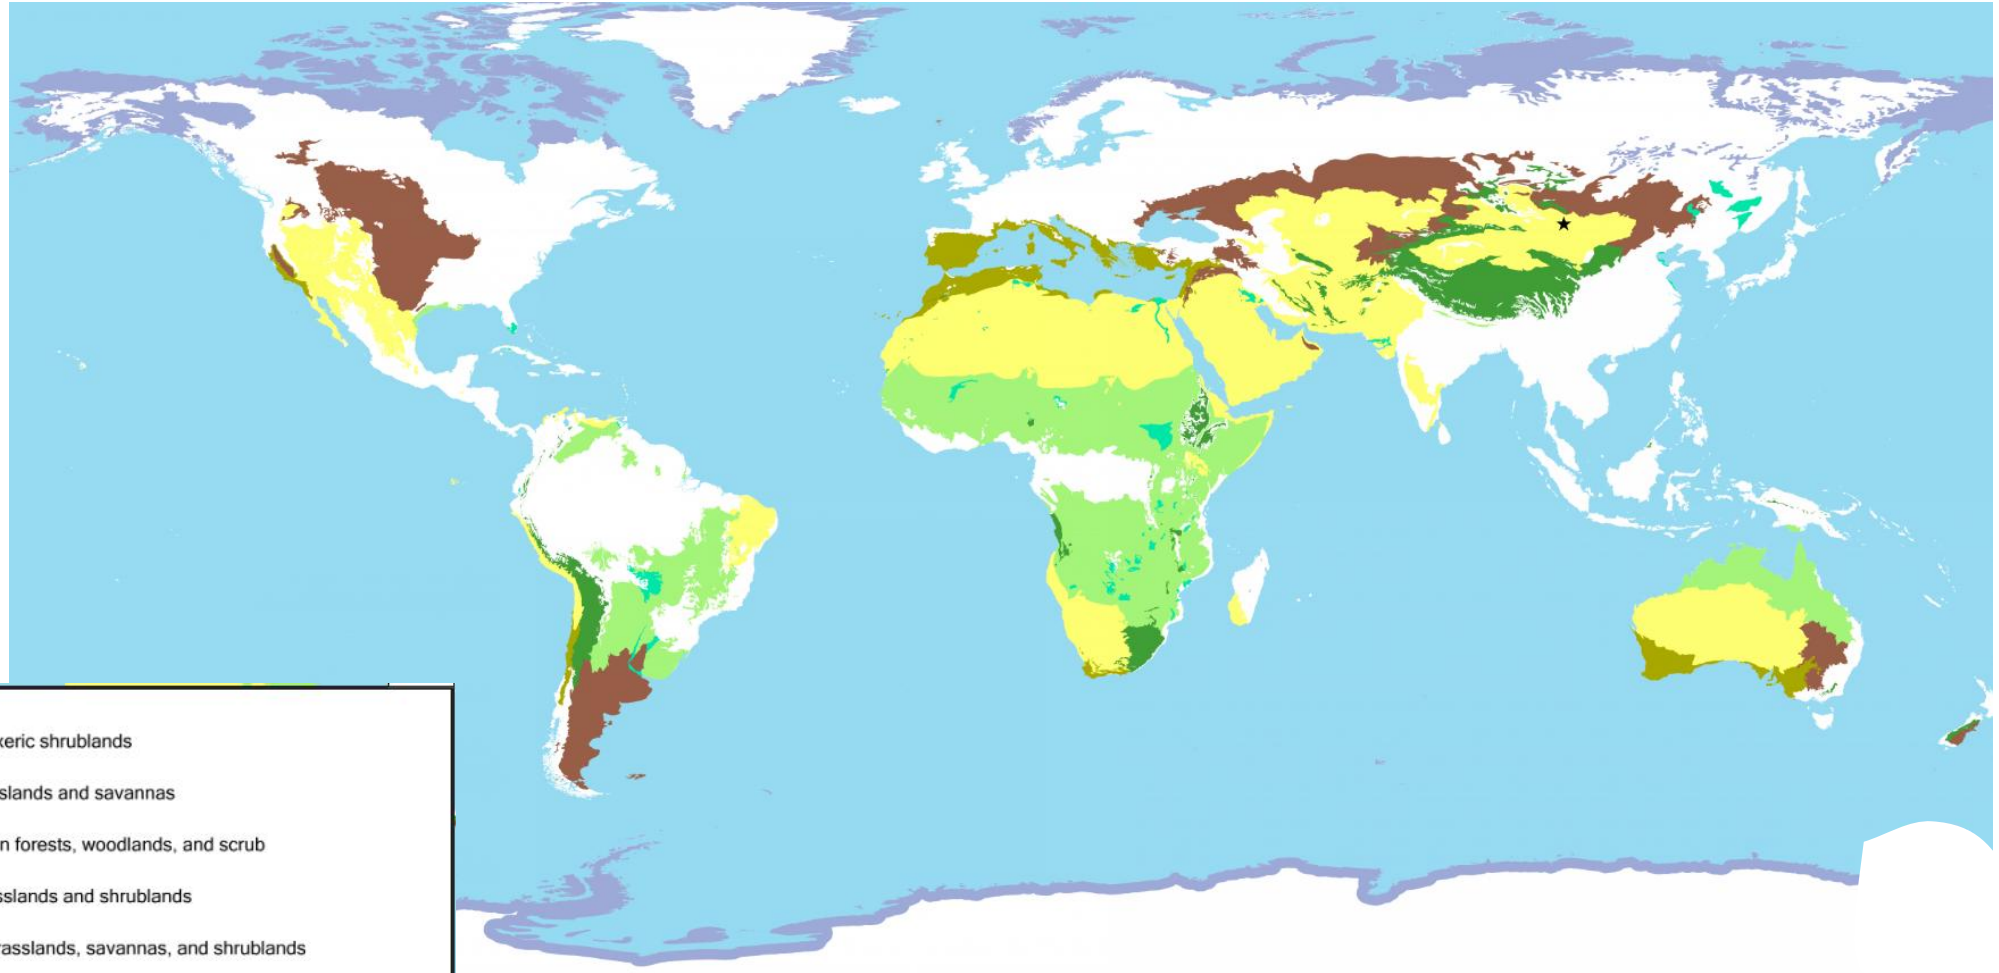 xeric shrublands
slands and savannas
n forests, woodlands, and scrub
sslands and shrublands
rasslands, savannas, and shrublands